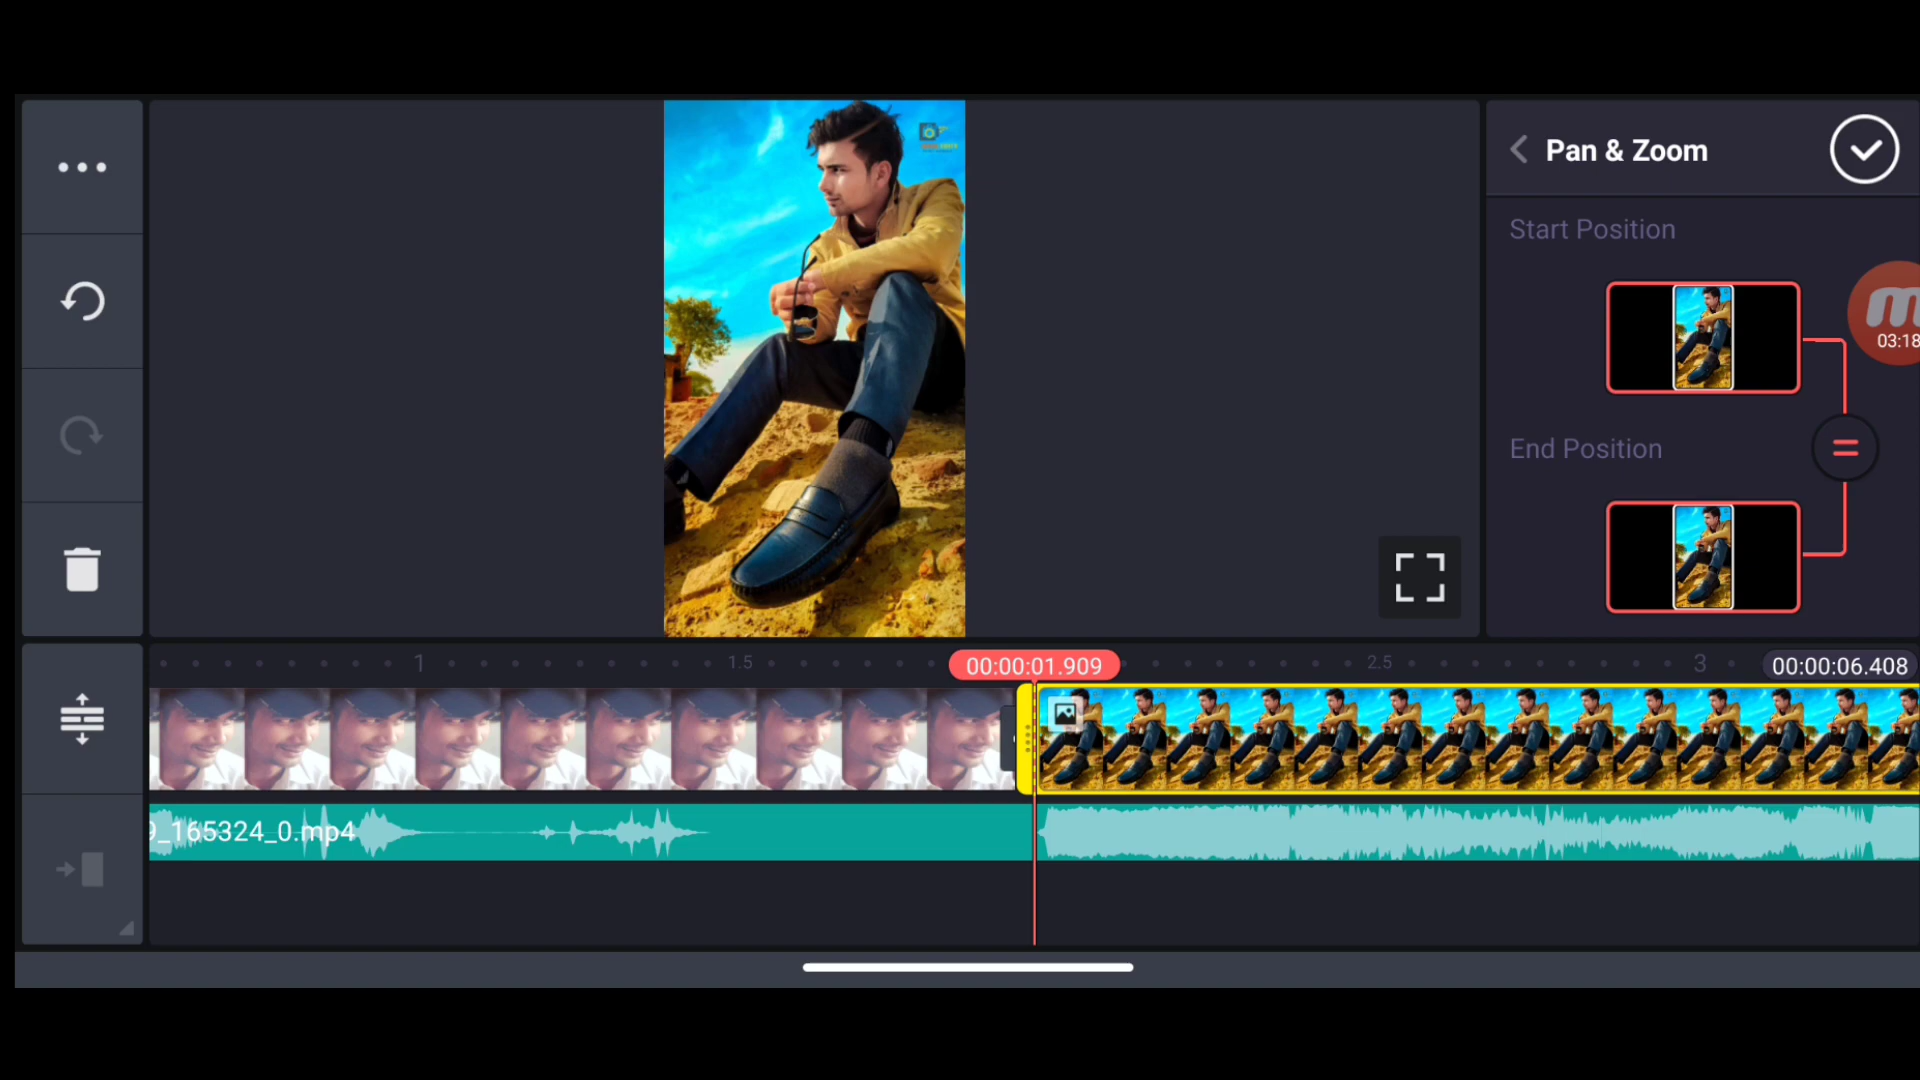 Pan & Zoom
Start Position
03:18
End Position
1
1.5
00:00:01.909
2.5
3
00:00:06.408
9_165324_0.mp4